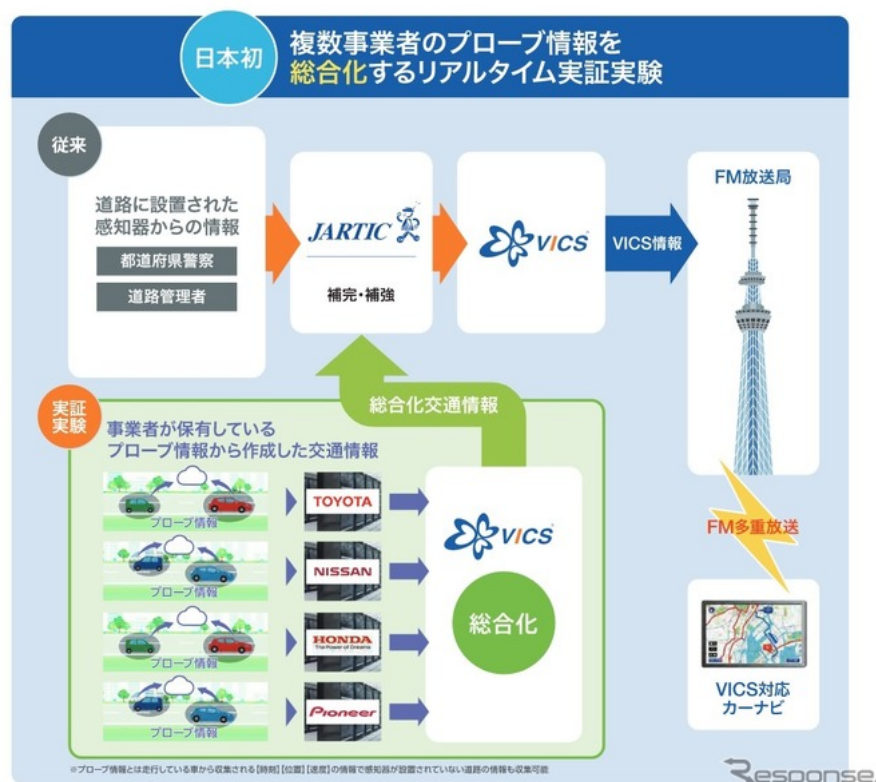 日本初
複数事業者のプローブ情報を
総合化するリアルタイム実証実験
従来
道路に設置された
感知器からの情報
都道府県警察
道路管理者
JARTIC
補完・補強
VICS
VICS情報
FM放送局
総合化交通情報
実証
実験
事業者が保有している
プローブ情報から作成した交通情報
プローブ情報
TOYOTA
プローブ情報
NISSAN
プローブ情報
HONDA
The Power of Dreams
プローブ情報
Pioneer
VICS
総合化
FM多重放送
VICS対応
カーナビ
※プローブ情報とは走行している車から収集される【時刻】【位置】【速度】の情報で感知器が設置されていない道路の情報も収集可能
Response.